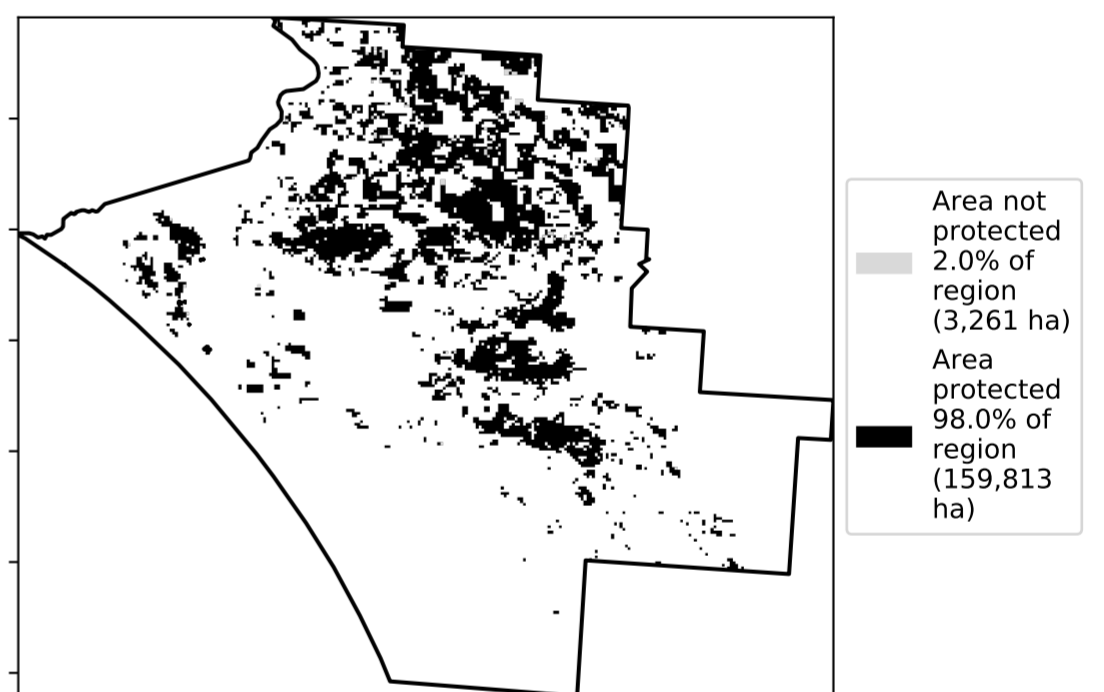 Area not
protected
2.0% of
region
(3,261 ha)
Area
protected
98.0% of
region
(159,813
ha)